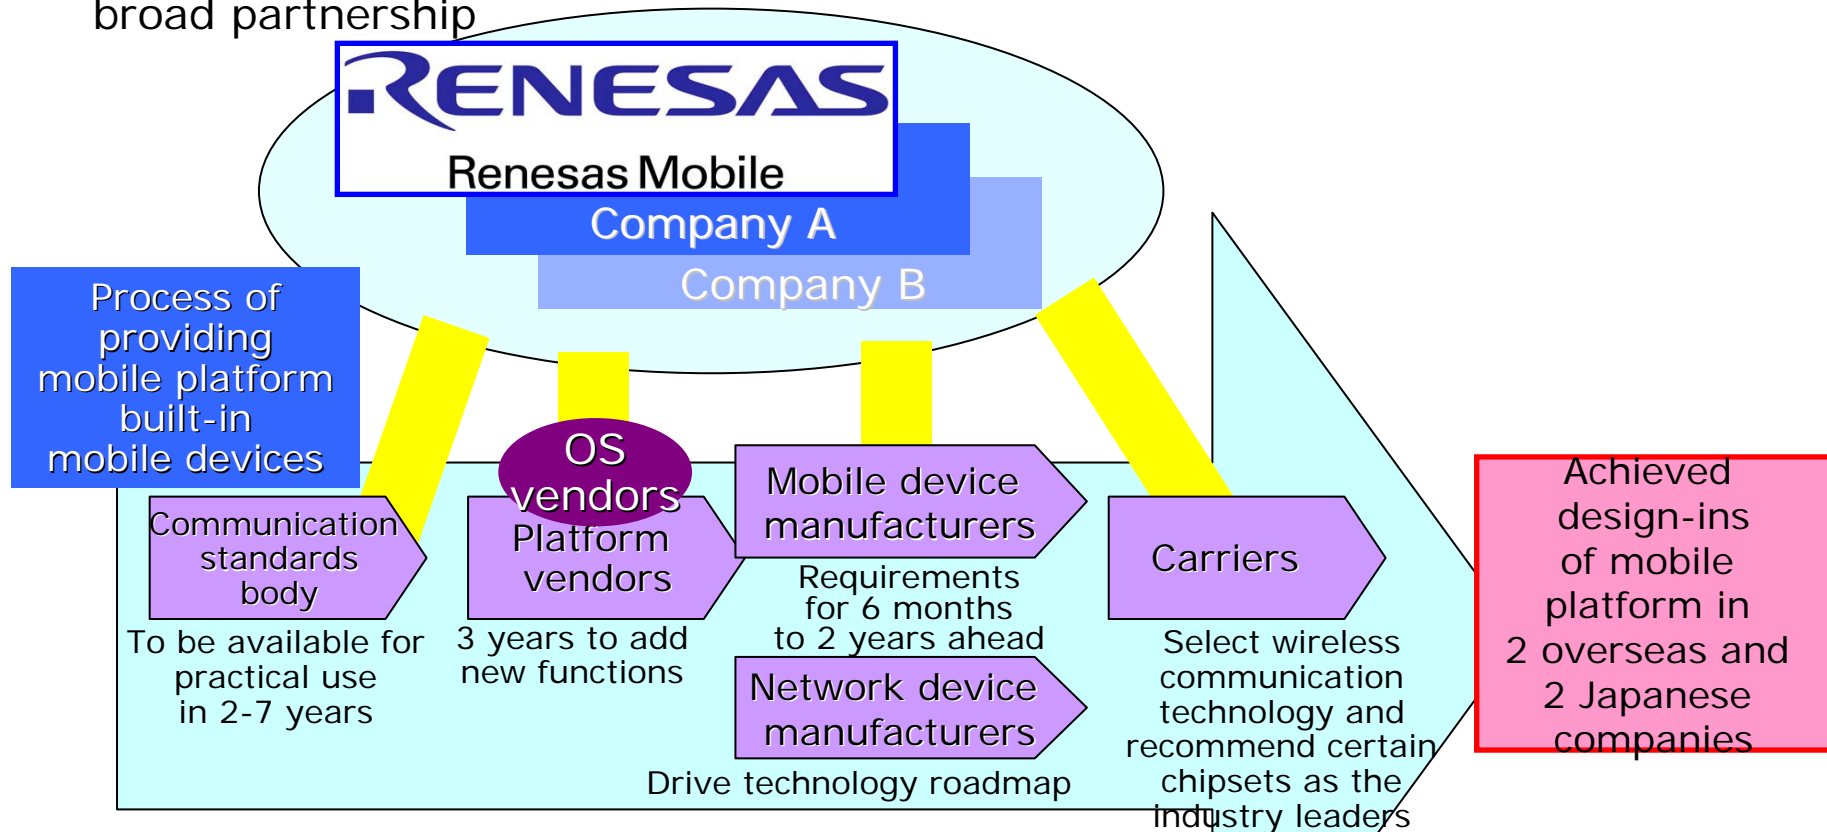 broad partnership
RENESAS
Renesas Mobile
Company A
Company B
Process of
providing
mobile platform
built-in
mobile devices
OS
vendors
Communication
standards
body
To be available for
practical use
in 2-7 years
Platform
vendors
3 years to add
new functions
Mobile device
manufacturers
Requirements
for 6 months
to 2 years ahead
Network device
manufacturers
Drive technology roadmap
Carriers
Select wireless
communication
technology and
recommend certain
chipsets as the
industry leaders
Achieved
design-ins
of mobile
platform in
2 overseas and
2 Japanese
companies